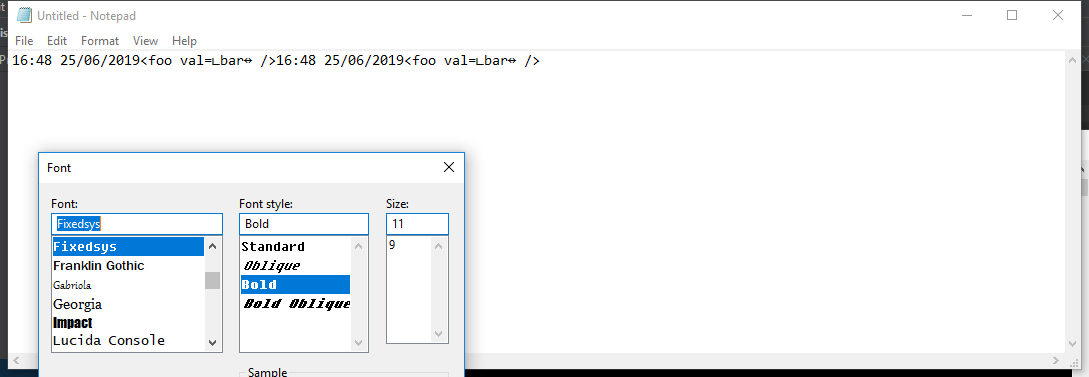 Untitled - Notepad
File Edit Format View Help
16:48 25/06/2019<foo val=∟bar↔ />16:48 25/06/2019<foo val=∟bar↔ />
Font
Font: Font style: Size:
Fixedsys Bold 11
Fixedsys Standard 9
Franklin Gothic Oblique
Gabriola Bold
Georgia Bold Oblique
Impact
Lucida Console
Sample